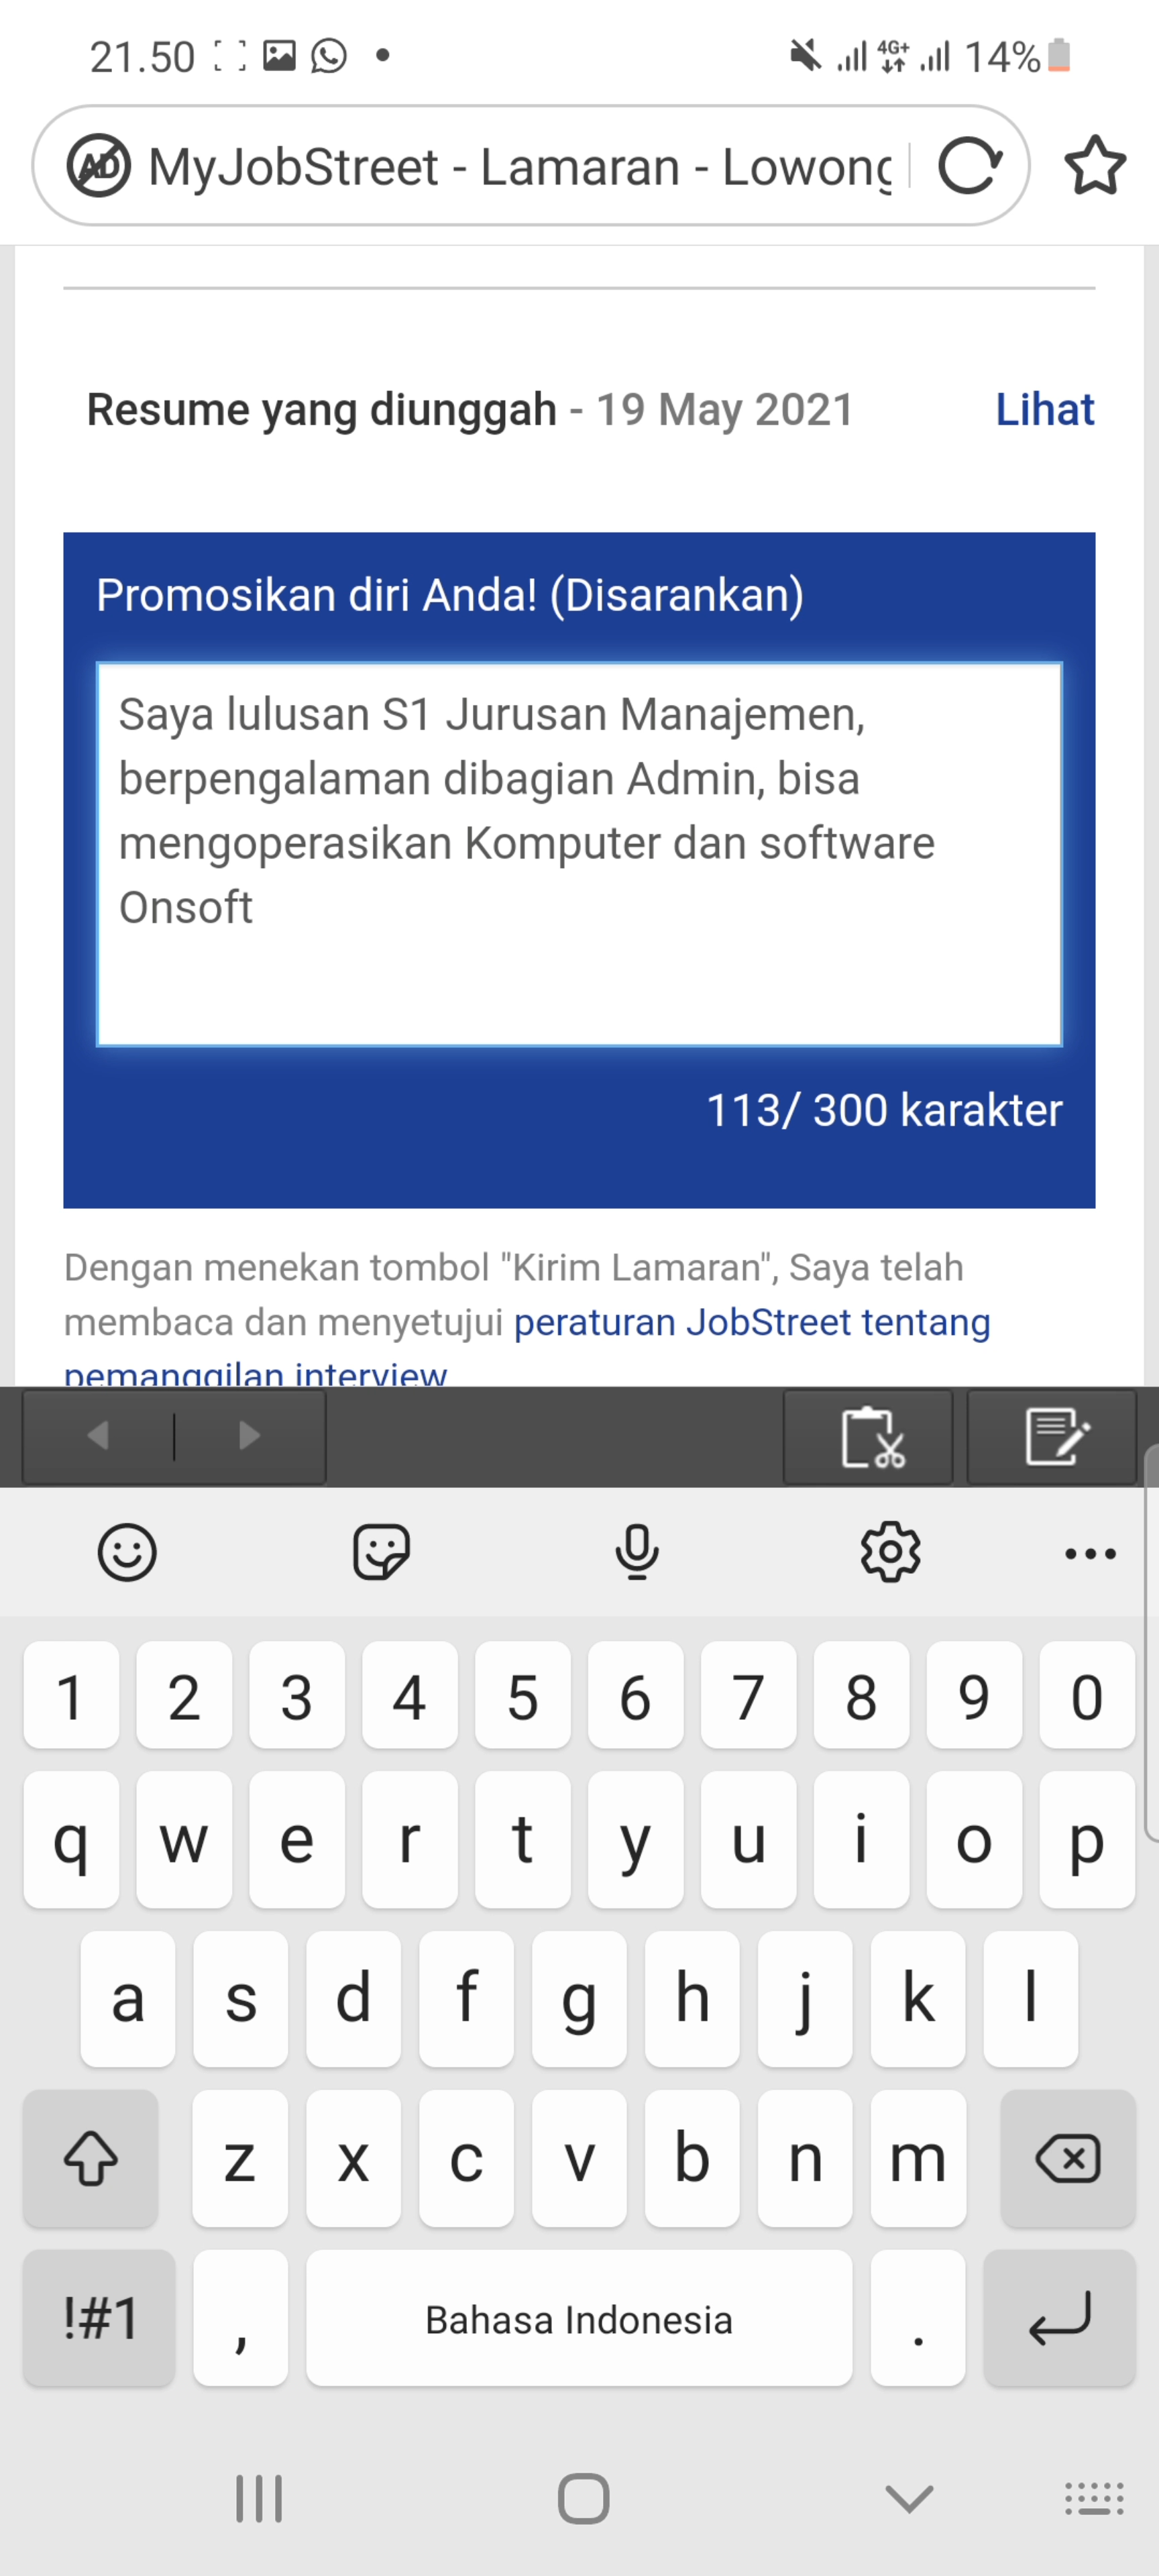 21.50 4G+ 14%
AD MyJobStreet - Lamaran - Lowong
Resume yang diunggah - 19 May 2021 Lihat
Promosikan diri Anda! (Disarankan)
Saya lulusan S1 Jurusan Manajemen,
berpengalaman dibagian Admin, bisa
mengoperasikan Komputer dan software
Onsoft
113/ 300 karakter
Dengan menekan tombol "Kirim Lamaran", Saya telah
membaca dan menyetujui peraturan JobStreet tentang
pemanggilan interview
1 2 3 4 5 6 7 8 9 0
q w e r t y u i o p
a s d f g h j k l
z x c v b n m
!#1 , Bahasa Indonesia .